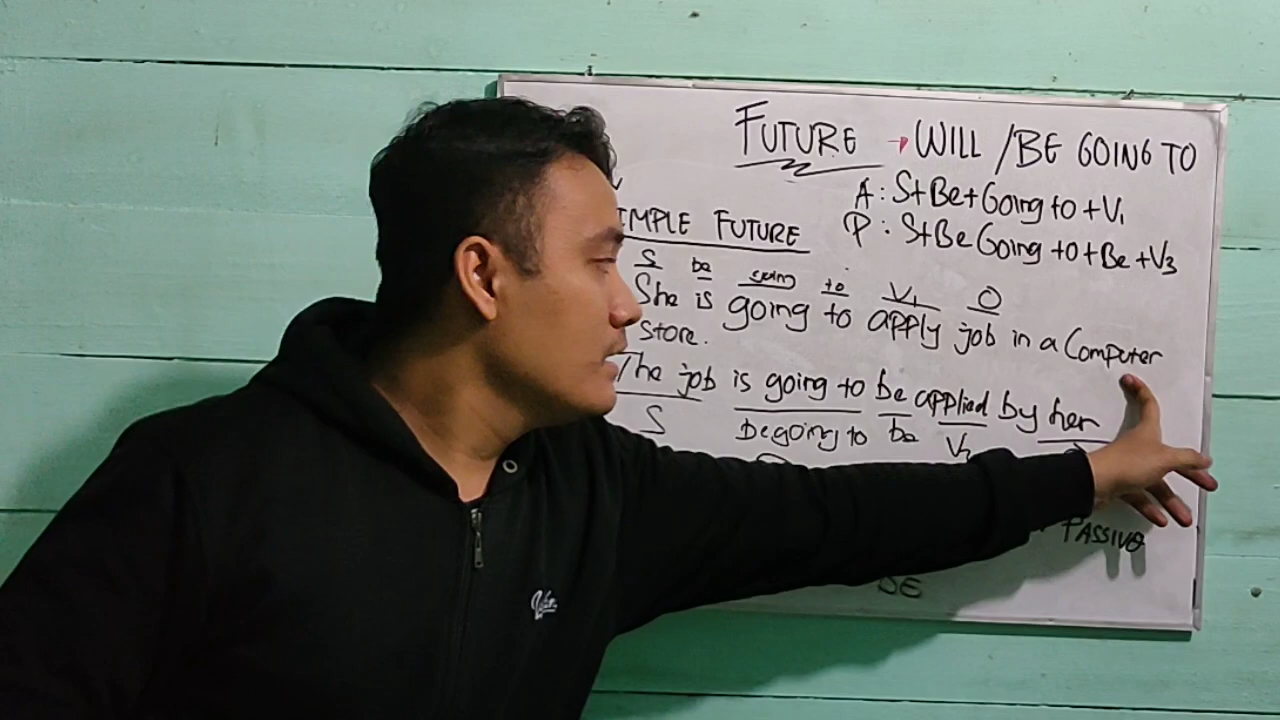 FUTURE → WILL / BE GOING TO
A : S+Be+Going to +V1
P : S+Be Going to +Be +V3
IMPLE FUTURE
S be going to V1 O
She is going to apply job in a Computer
Store.
The job is going to be applied by her
S be going to be V3
PASSIVE